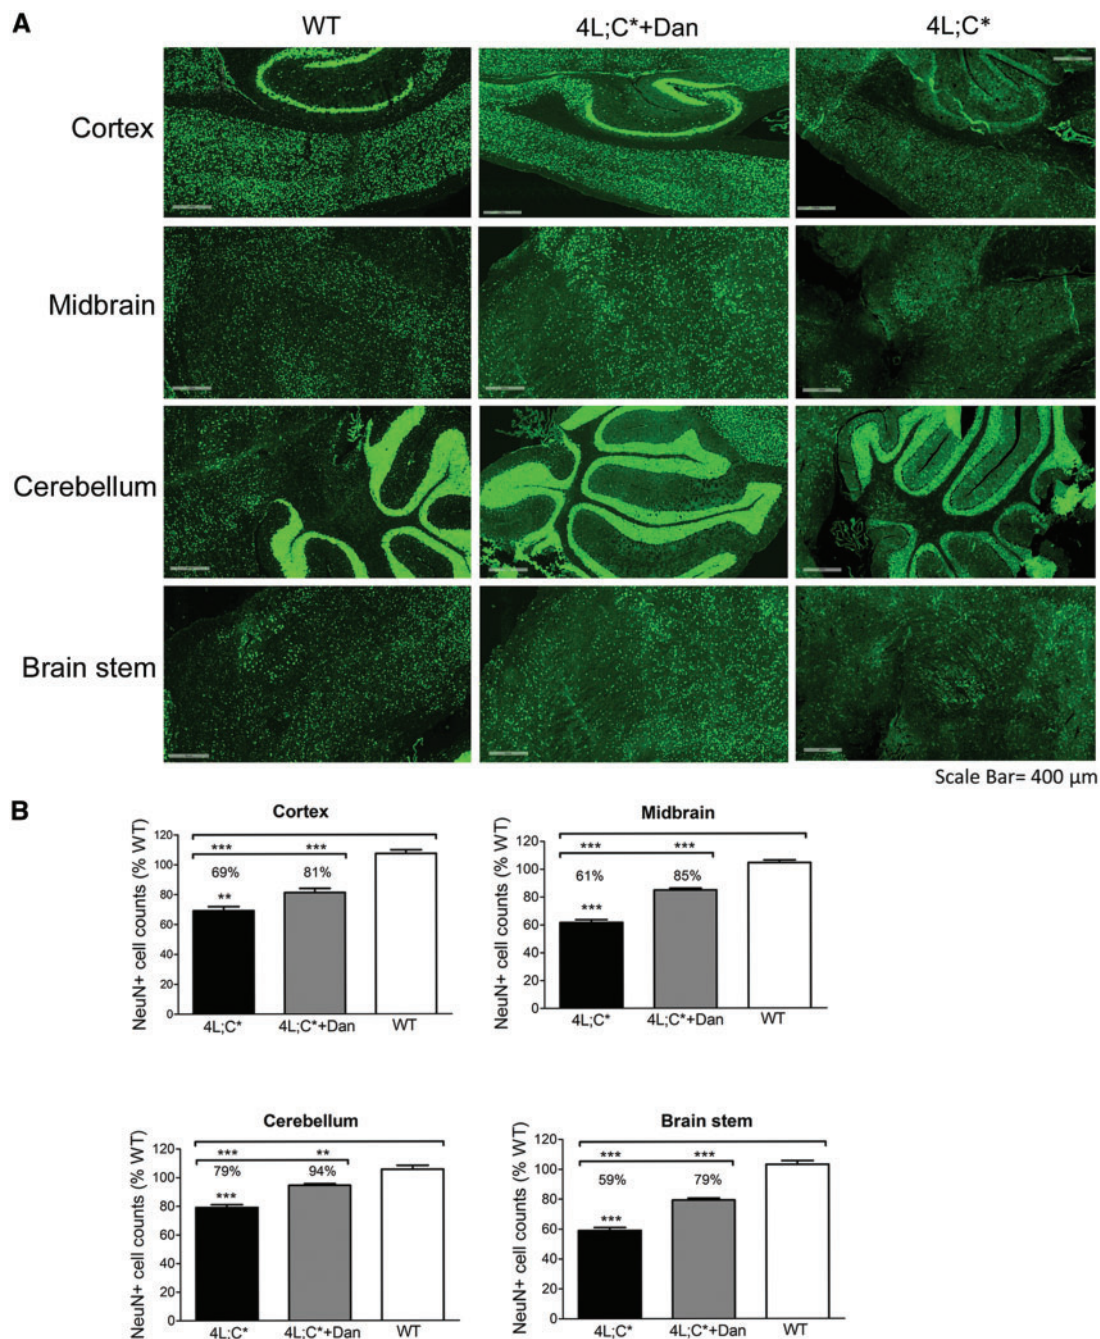 A
WT 4L;C*+Dan 4L;C*
Cortex
Midbrain
Cerebellum
Brain stem
Scale Bar= 400 µm
B
Cortex
NeuN+ cell counts (% WT)
120
100
80
60
40
20
0
*** ***
69% 81%
**
4L;C* 4L;C*+Dan WT
Midbrain
NeuN+ cell counts (% WT)
120
100
80
60
40
20
0
*** ***
61% 85%
***
4L;C* 4L;C*+Dan WT
Cerebellum
NeuN+ cell counts (% WT)
120
100
80
60
40
20
0
*** **
79% 94%
***
4L;C* 4L;C*+Dan WT
Brain stem
NeuN+ cell counts (% WT)
120
100
80
60
40
20
0
*** ***
59% 79%
***
4L;C* 4L;C*+Dan WT